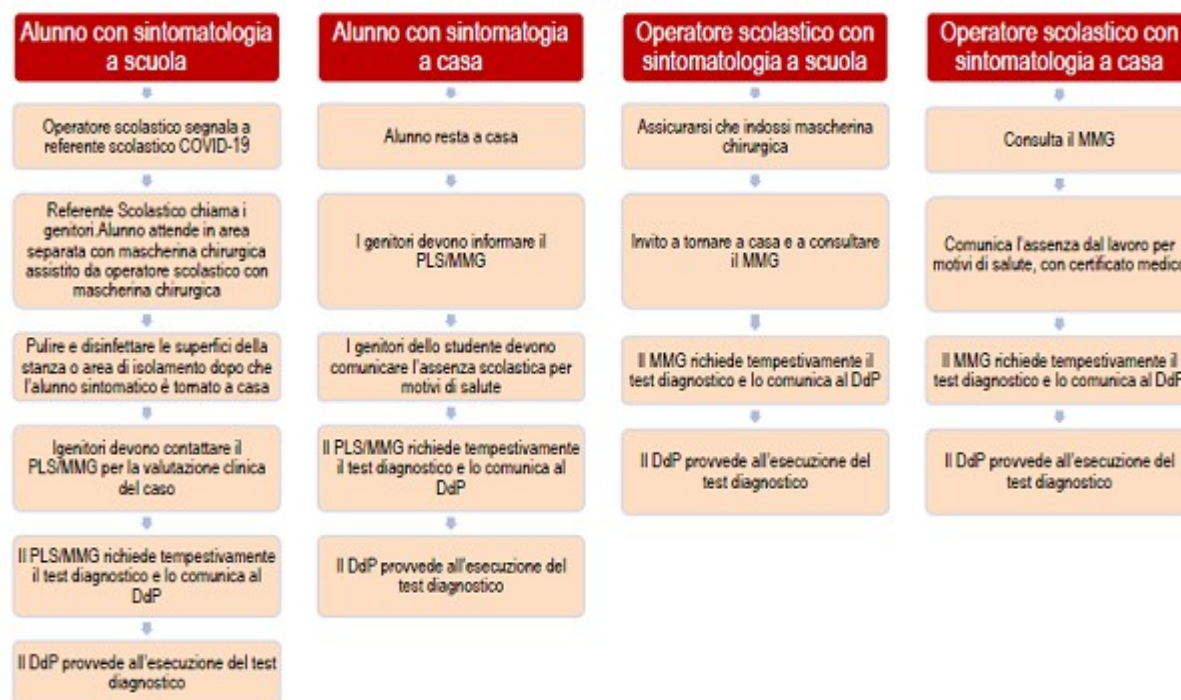 Alunno con sintomatologia
a scuola
Operatore scolastico segnala a
referente scolastico COVID-19
Referente Scolastico chiama i
genitori.Alunno attende in area
separata con mascherina chirurgica
assistito da operatore scolastico con
mascherina chirurgica
Pulire e disinfettare le superfici della
stanza o area di isolamento dopo che
l'alunno sintomatico è tornato a casa
Igenitori devono contattare il
PLS/MMG per la valutazione clinica
del caso
Il PLS/MMG richiede tempestivamente
il test diagnostico e lo comunica al
DdP
Il DdP provvede all'esecuzione del test
diagnostico
Alunno con sintomatogia
a casa
Alunno resta a casa
I genitori devono informare il
PLS/MMG
I genitori dello studente devono
comunicare l'assenza scolastica per
motivi di salute
Il PLS/MMG richiede tempestivamente
il test diagnostico e lo comunica al
DdP
Il DdP provvede all'esecuzione del
test diagnostico
Operatore scolastico con
sintomatologia a scuola
Assicurarsi che indossi mascherina
chirurgica
Invito a tornare a casa e a consultare
il MMG
Il MMG richiede tempestivamente il
test diagnostico e lo comunica al DdP
Il DdP provvede all'esecuzione del
test diagnostico
Operatore scolastico con
sintomatologia a casa
Consulta il MMG
Comunica l'assenza dal lavoro per
motivi di salute, con certificato medico
Il MMG richiede tempestivamente il
test diagnostico e lo comunica al DdP
Il DdP provvede all'esecuzione del
test diagnostico